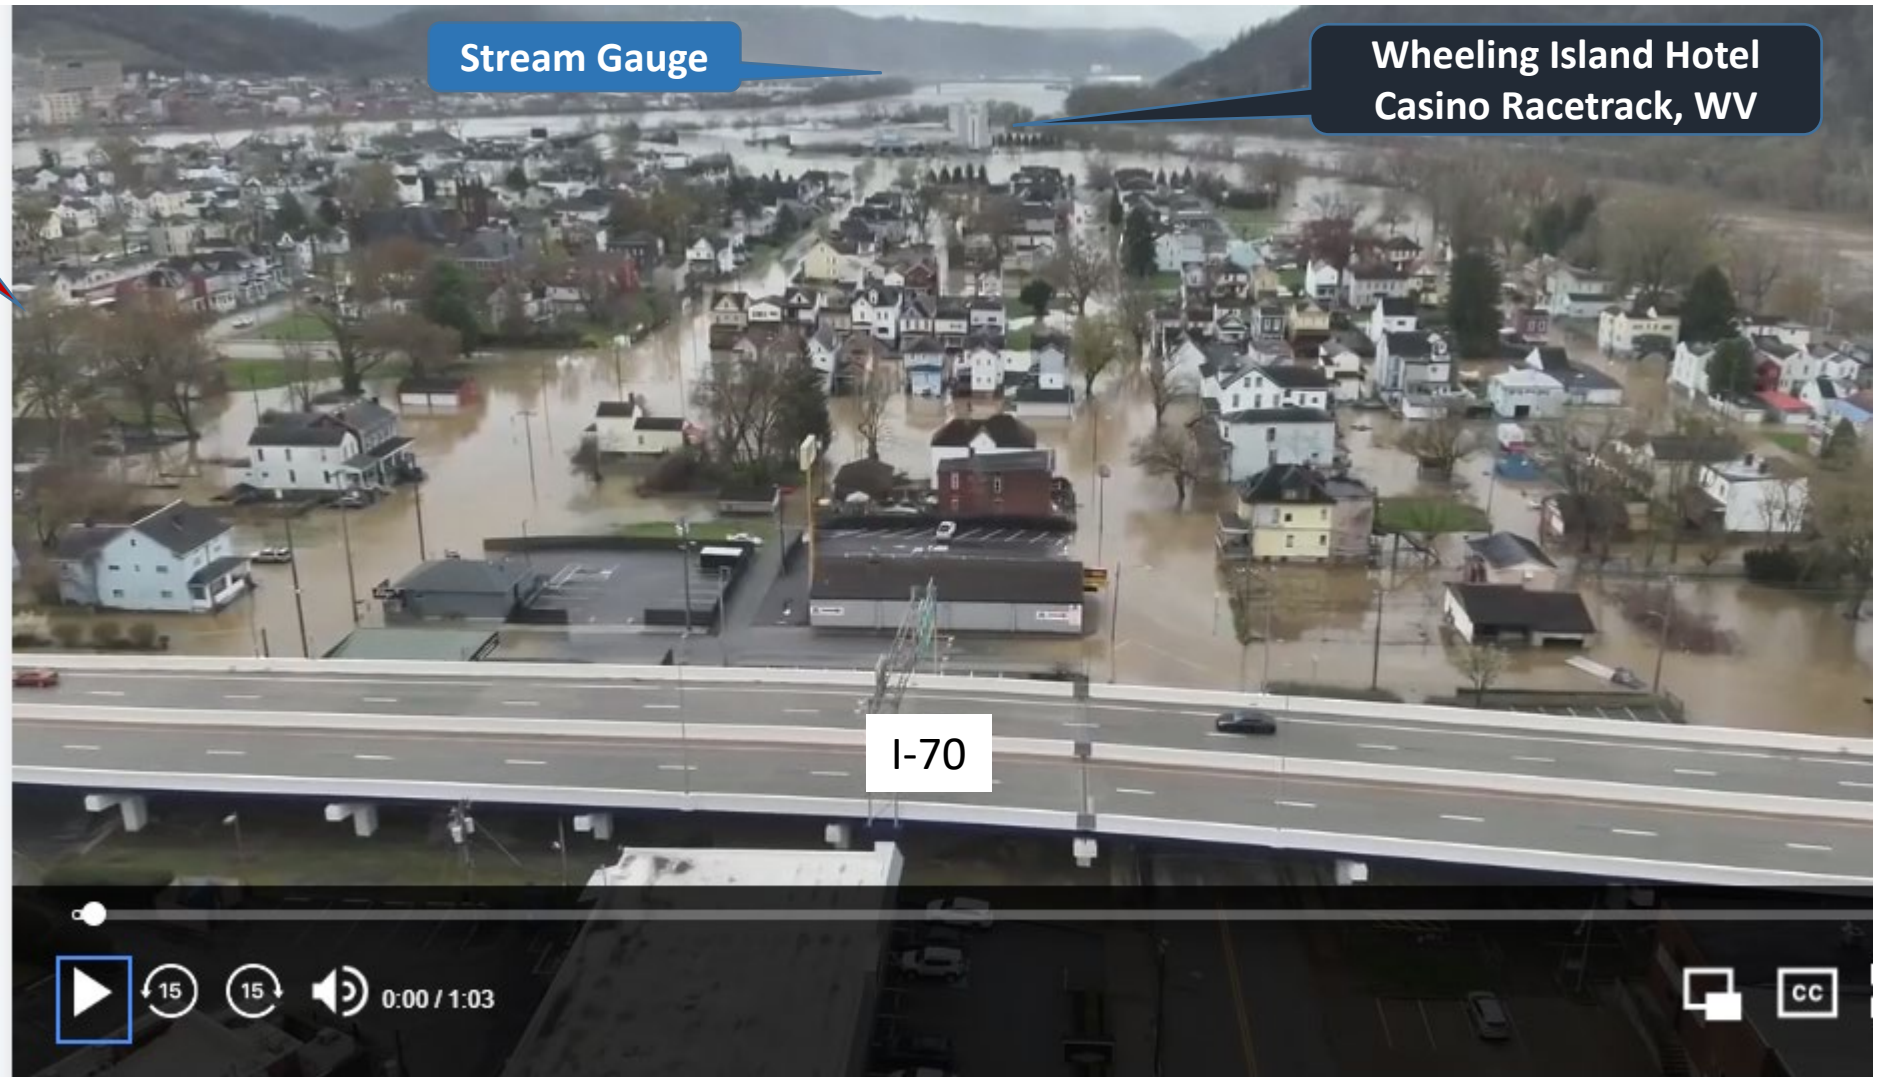 Stream Gauge
Wheeling Island Hotel
Casino Racetrack, WV
I-70
15
15
0:00 / 1:03
CC